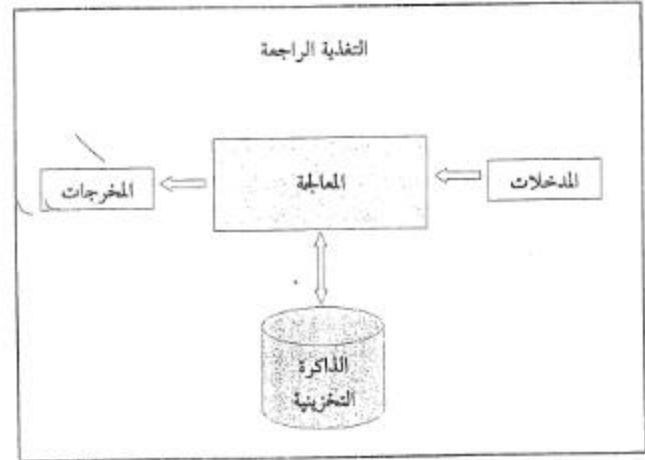 التغذية الراجعة
المدخلات
المعالجة
المخرجات
الذاكرة
التخزينية